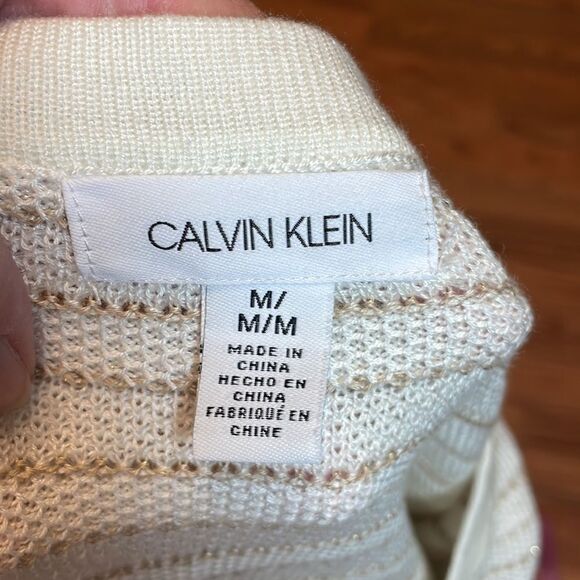 CALVIN KLEIN
M/
M/M
MADE IN
CHINA
HECHO EN
CHINA
FABRIQUÉ EN
CHINE